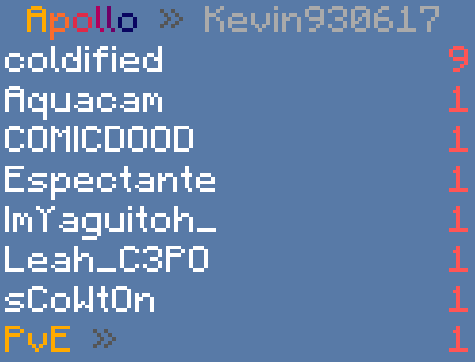 Apollo » Kevin930617
coldified 9
Aquacam 1
COMICDOOD 1
Espectante 1
ImYaguitoh_ 1
Leah_C3PO 1
sCoWtOn 1
PvE » 1